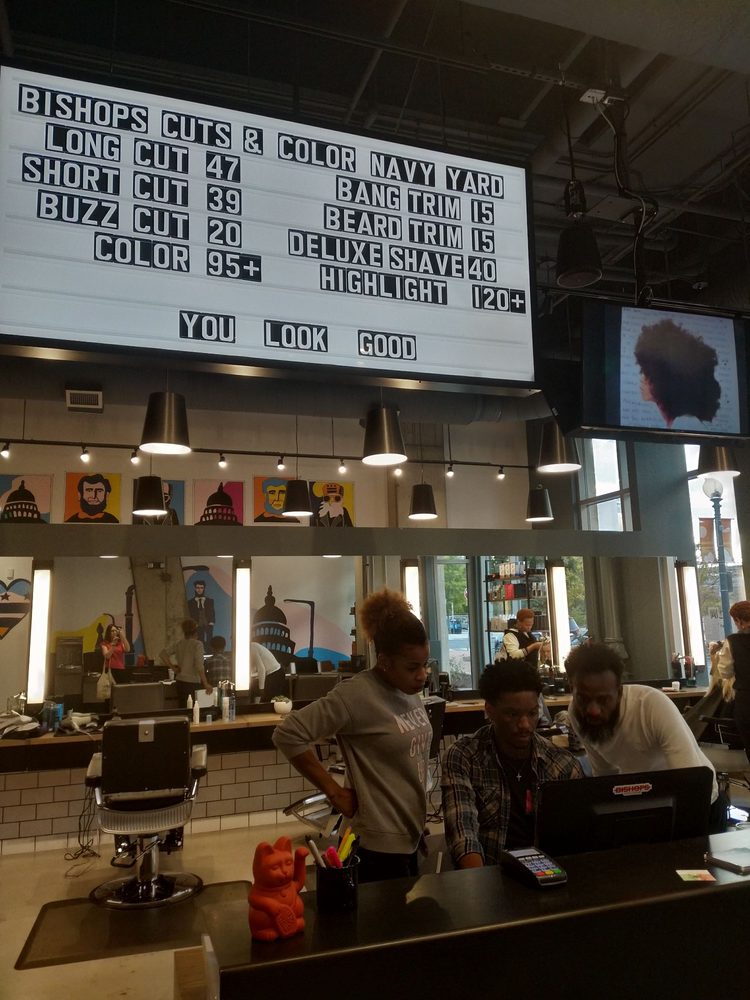 BISHOPS CUTS & COLOR NAVY YARD
LONG CUT 47
SHORT CUT 39
BUZZ CUT 20
COLOR 95+
BANG TRIM 15
BEARD TRIM 15
DELUXE SHAVE 40
HIGHLIGHT 120+
YOU LOOK GOOD
BISHOPS